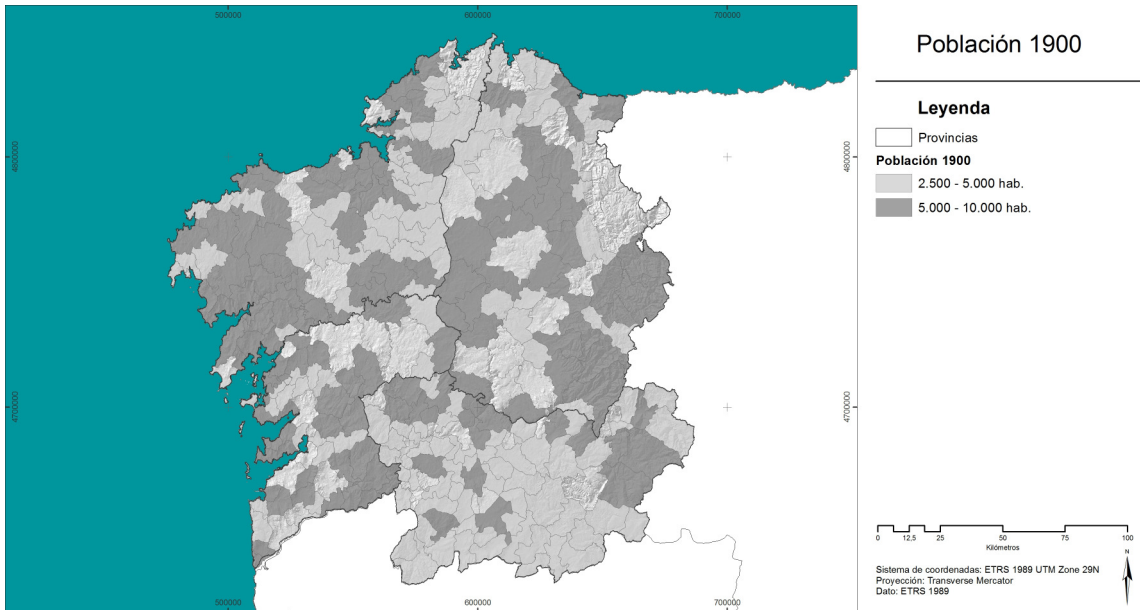 500000
600000
700000
4800000
4800000
4700000
4700000
500000
600000
700000
Población 1900
Leyenda
Provincias
Población 1900
2.500 - 5.000 hab.
5.000 - 10.000 hab.
0 12,5 25 50 75 100
Kilómetros
N
Sistema de coordenadas: ETRS 1989 UTM Zone 29N
Proyección: Transverse Mercator
Dato: ETRS 1989